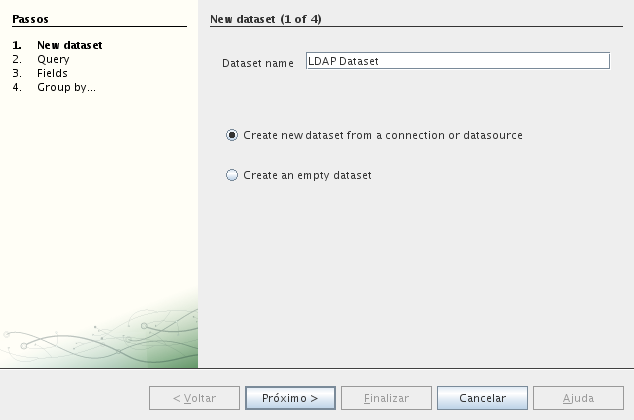 Passos
1. New dataset
2. Query
3. Fields
4. Group by...
New dataset (1 of 4)
Dataset name LDAP Dataset
Create new dataset from a connection or datasource
Create an empty dataset
< Voltar Próximo > Finalizar Cancelar Ajuda